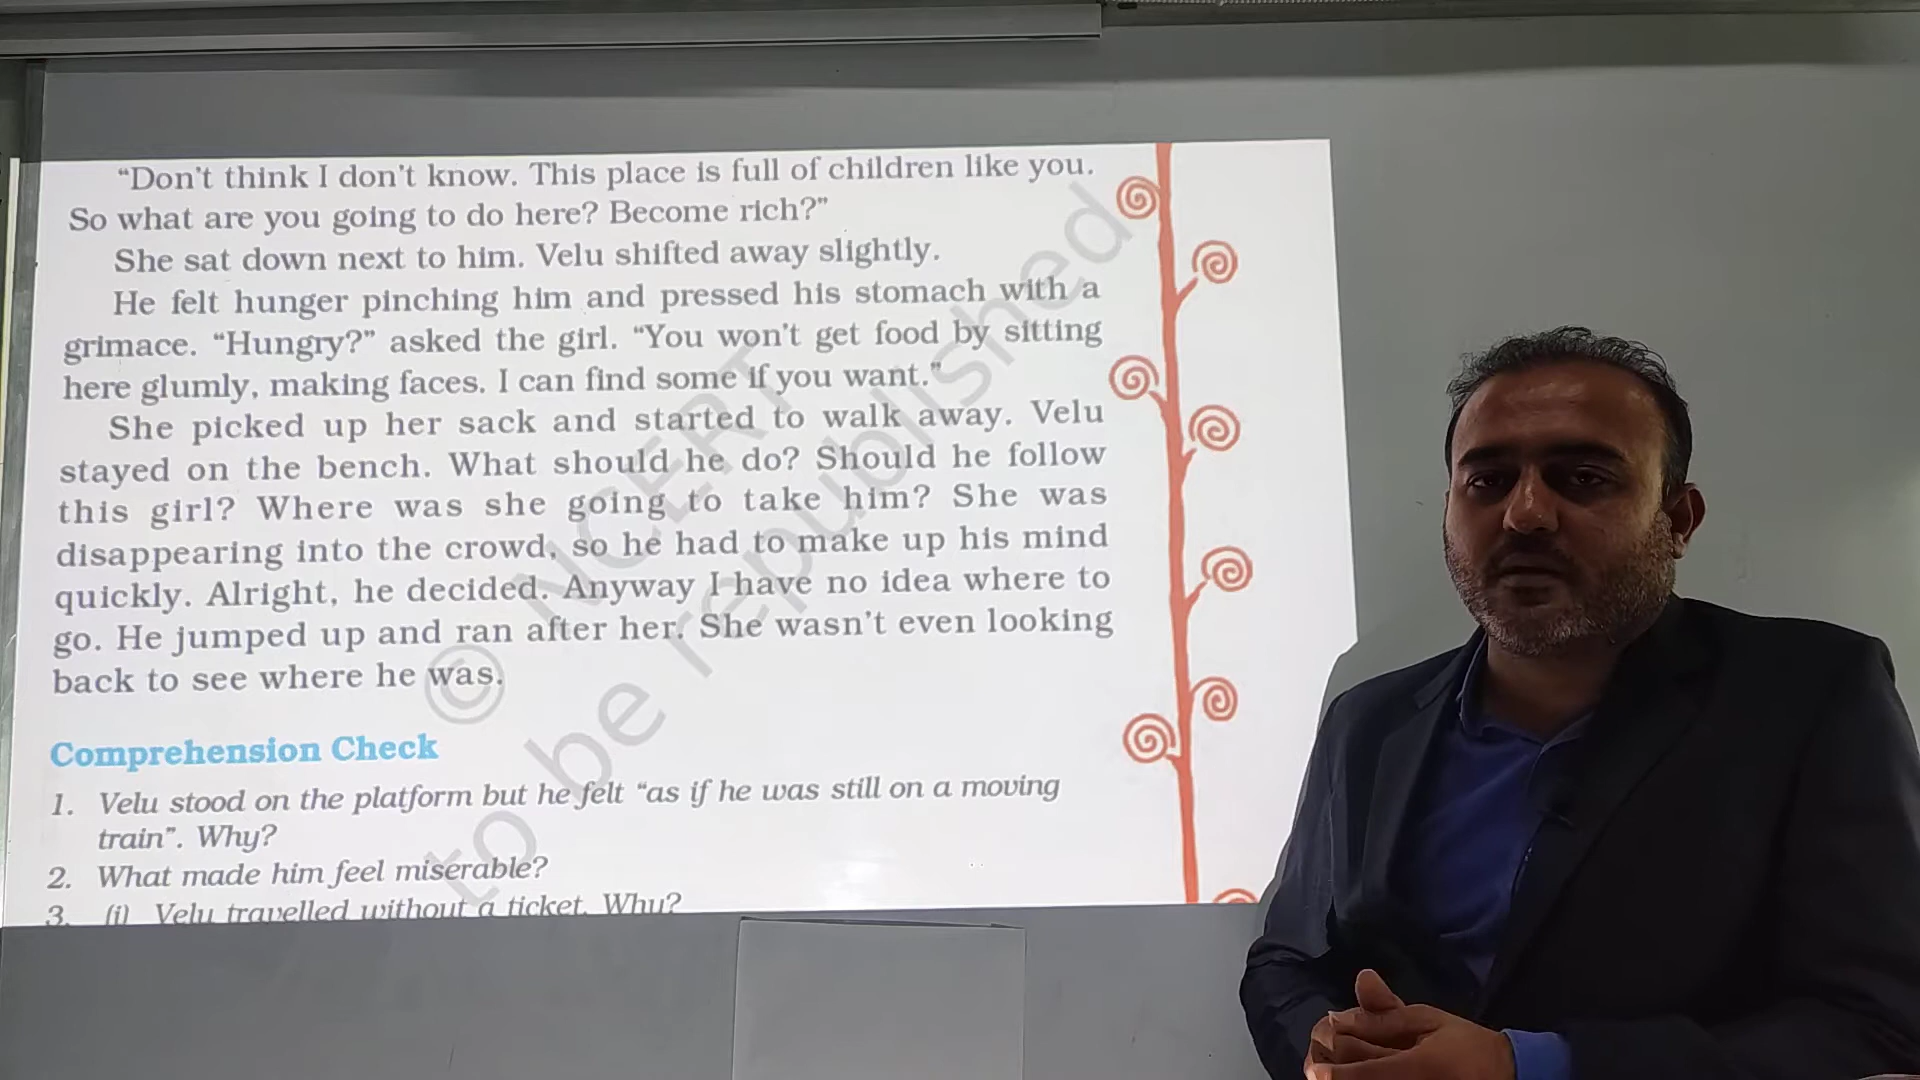 “Don't think I don't know. This place is full of children like you.
So what are you going to do here? Become rich?”
She sat down next to him. Velu shifted away slightly.
He felt hunger pinching him and pressed his stomach with a
grimace. “Hungry?” asked the girl. “You won't get food by sitting
here glumly, making faces. I can find some if you want.”
She picked up her sack and started to walk away. Velu
stayed on the bench. What should he do? Should he follow
this girl? Where was she going to take him? She was
disappearing into the crowd, so he had to make up his mind
quickly. Alright, he decided. Anyway I have no idea where to
go. He jumped up and ran after her. She wasn't even looking
back to see where he was.
Comprehension Check
1. Velu stood on the platform but he felt “as if he was still on a moving
train”. Why?
2. What made him feel miserable?
3. (i) Velu travelled without a ticket. Why?
© NCERT
to be republished